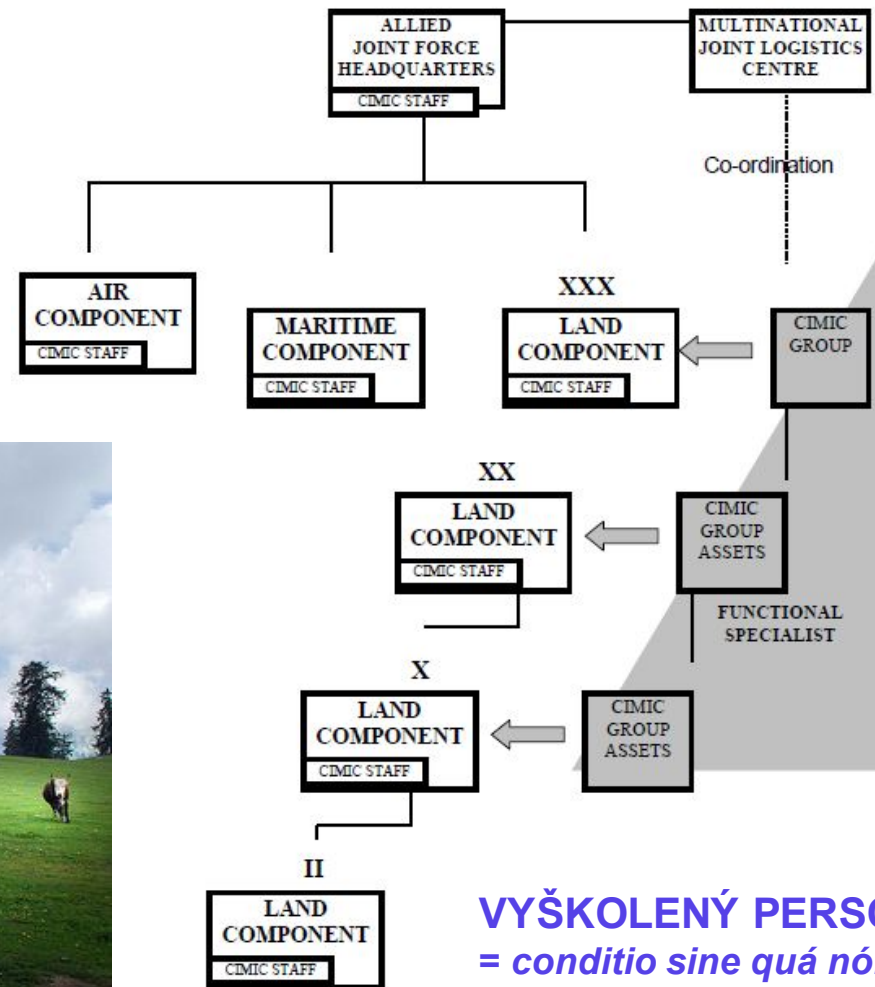 ALLIED
JOINT FORCE
HEADQUARTERS
CIMIC STAFF
MULTINATIONAL
JOINT LOGISTICS
CENTRE
Co-ordination
AIR
COMPONENT
CIMIC STAFF
MARITIME
COMPONENT
CIMIC STAFF
XXX
LAND
COMPONENT
CIMIC STAFF
CIMIC
GROUP
XX
LAND
COMPONENT
CIMIC STAFF
CIMIC
GROUP
ASSETS
FUNCTIONAL
SPECIALIST
X
LAND
COMPONENT
CIMIC STAFF
CIMIC
GROUP
ASSETS
II
LAND
COMPONENT
CIMIC STAFF
VYŠKOLENÝ
= conditio sine quá